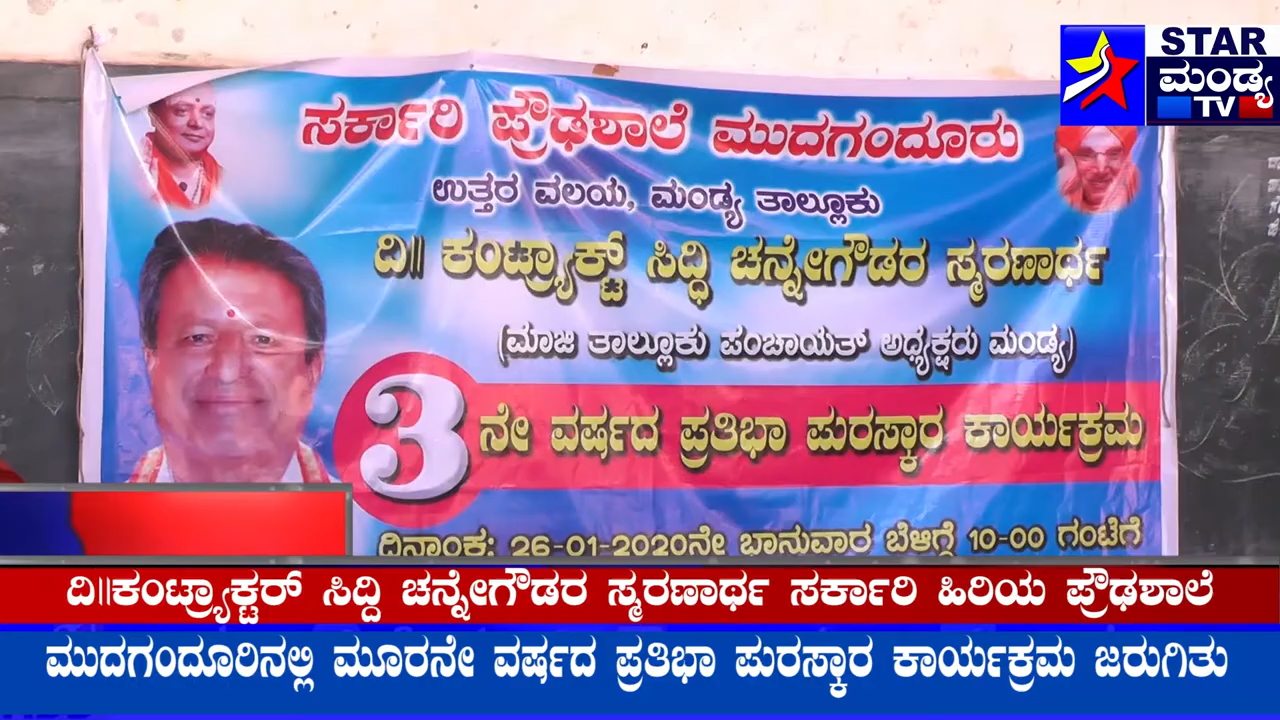 STAR
ಮಂಡ್ಯ
TV
ಸರ್ಕಾರಿ ಪ್ರೌಢಶಾಲೆ ಮುದಗಂದೂರು
ಉತ್ತರ ವಲಯ, ಮಂಡ್ಯ ತಾಲ್ಲೂಕು
ದಿ|| ಕಂಟ್ರ್ಯಾಕ್ಟ್ ಸಿದ್ಧಿ ಚನ್ನೇಗೌಡರ ಸ್ಮರಣಾರ್ಥ
(ಮಾಜಿ ತಾಲ್ಲೂಕು ಪಂಚಾಯತ್ ಅಧ್ಯಕ್ಷರು ಮಂಡ್ಯ)
3ನೇ ವರ್ಷದ ಪ್ರತಿಭಾ ಪುರಸ್ಕಾರ ಕಾರ್ಯಕ್ರಮ
ದಿನಾಂಕ: 26-01-2020ನೇ ಬಾನುವಾರ ಬೆಳಿಗ್ಗೆ 10-00 ಗಂಟೆಗೆ
ದಿ||ಕಂಟ್ರ್ಯಾಕ್ಟರ್ ಸಿದ್ದಿ ಚನ್ನೇಗೌಡರ ಸ್ಮರಣಾರ್ಥ ಸರ್ಕಾರಿ ಹಿರಿಯ ಪ್ರೌಢಶಾಲೆ
ಮುದಗಂದೂರಿನಲ್ಲಿ ಮೂರನೇ ವರ್ಷದ ಪ್ರತಿಭಾ ಪುರಸ್ಕಾರ ಕಾರ್ಯಕ್ರಮ ಜರುಗಿತು